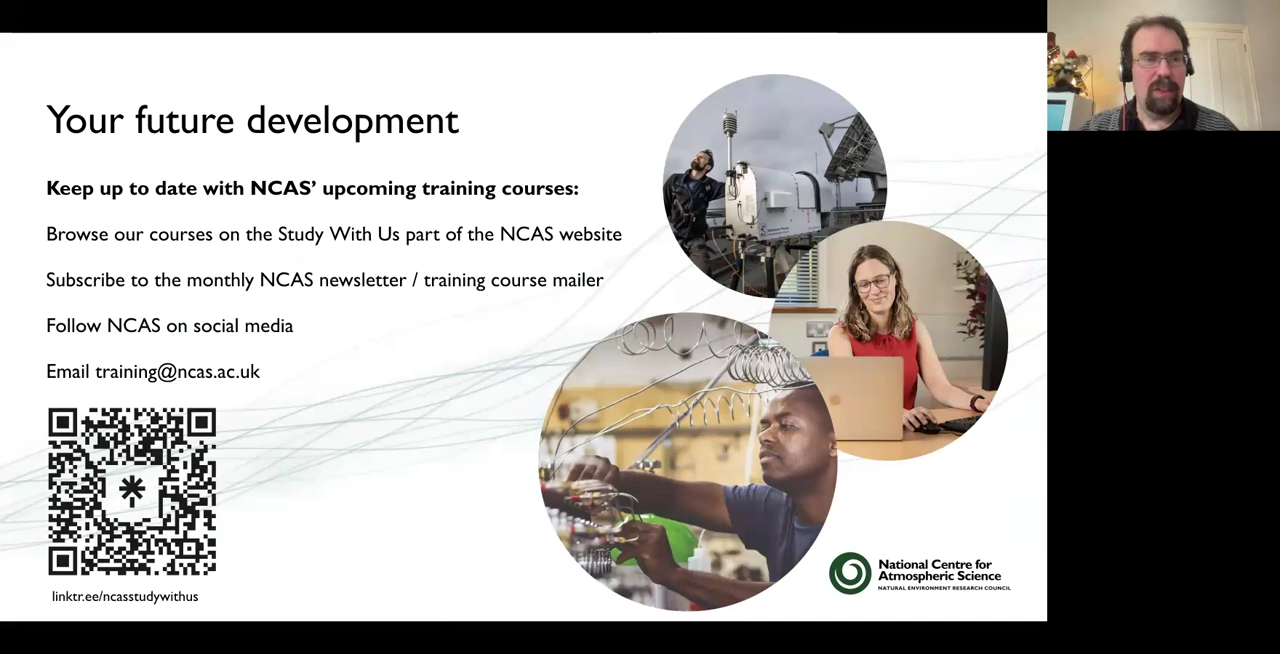 Your future development
Keep up to date with NCAS’ upcoming training courses:
Browse our courses on the Study With Us part of the NCAS website
Subscribe to the monthly NCAS newsletter / training course mailer
Follow NCAS on social media
Email training@ncas.ac.uk
linktr.ee/ncasstudywithus
National Centre for
Atmospheric Science
NATURAL ENVIRONMENT RESEARCH COUNCIL